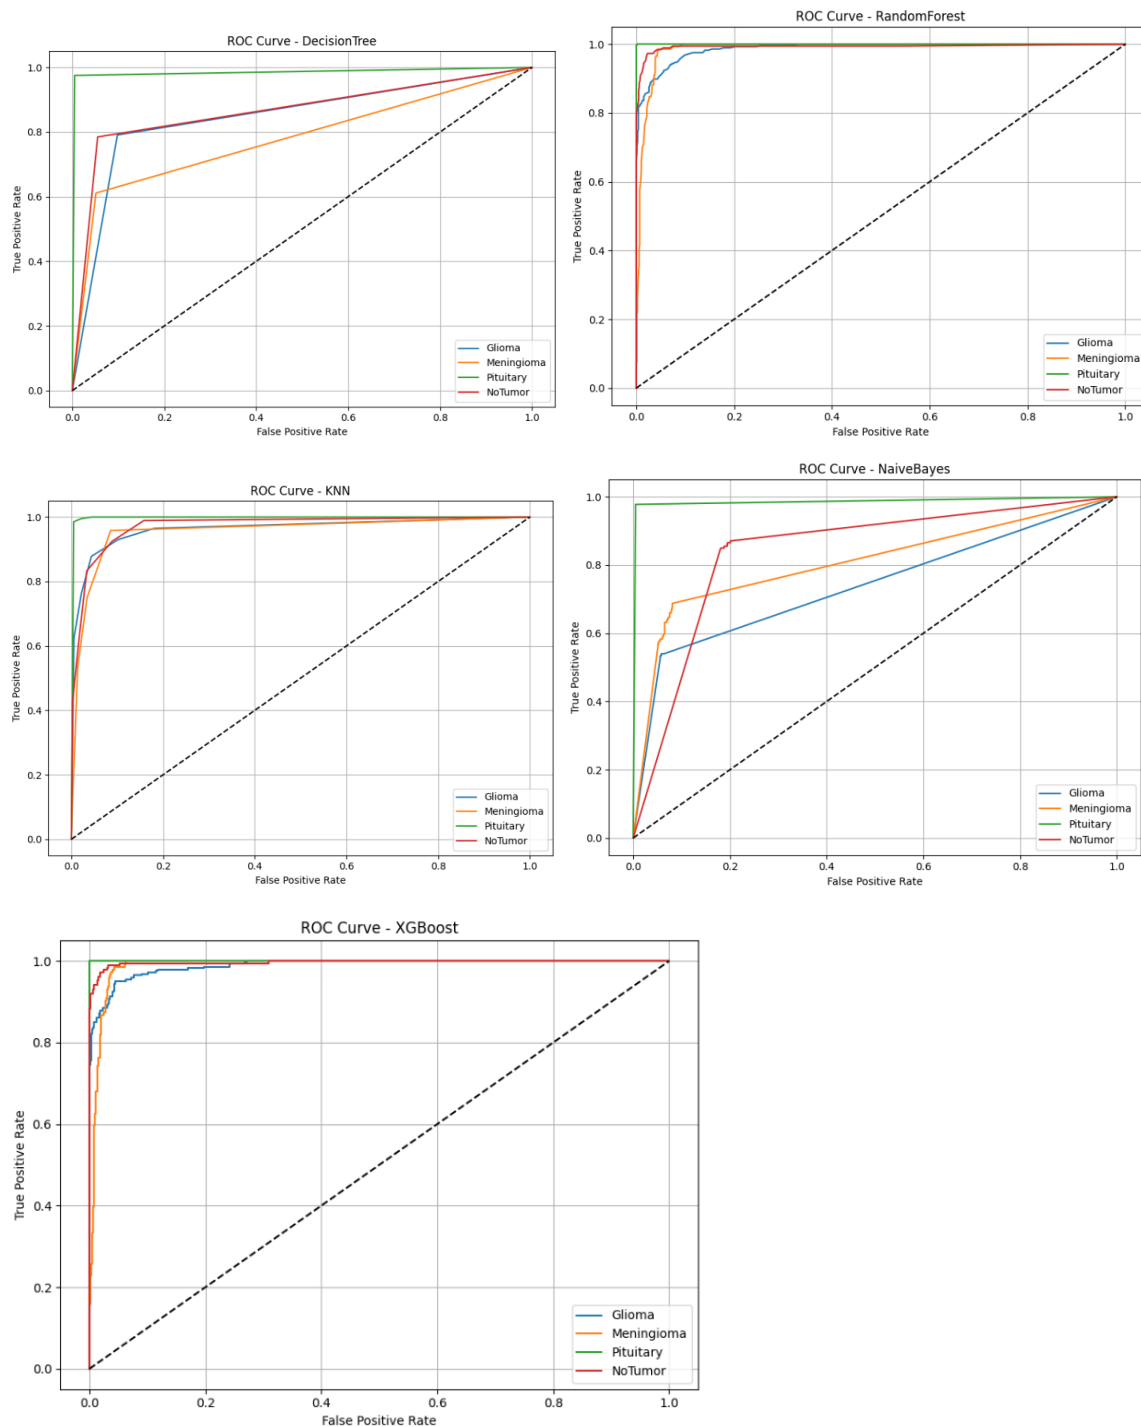 ROC Curve - DecisionTree
True Positive Rate
1.0
0.8
0.6
0.4
0.2
0.0
Glioma
Meningioma
Pituitary
NoTumor
0.0 0.2 0.4 0.6 0.8 1.0
False Positive Rate
ROC Curve - RandomForest
True Positive Rate
1.0
0.8
0.6
0.4
0.2
0.0
Glioma
Meningioma
Pituitary
NoTumor
0.0 0.2 0.4 0.6 0.8 1.0
False Positive Rate
ROC Curve - KNN
True Positive Rate
1.0
0.8
0.6
0.4
0.2
0.0
Glioma
Meningioma
Pituitary
NoTumor
0.0 0.2 0.4 0.6 0.8 1.0
False Positive Rate
ROC Curve - NaiveBayes
True Positive Rate
1.0
0.8
0.6
0.4
0.2
0.0
Glioma
Meningioma
Pituitary
NoTumor
0.0 0.2 0.4 0.6 0.8 1.0
False Positive Rate
ROC Curve - XGBoost
True Positive Rate
1.0
0.8
0.6
0.4
0.2
0.0
Glioma
Meningioma
Pituitary
NoTumor
0.0 0.2 0.4 0.6 0.8 1.0
False Positive Rate